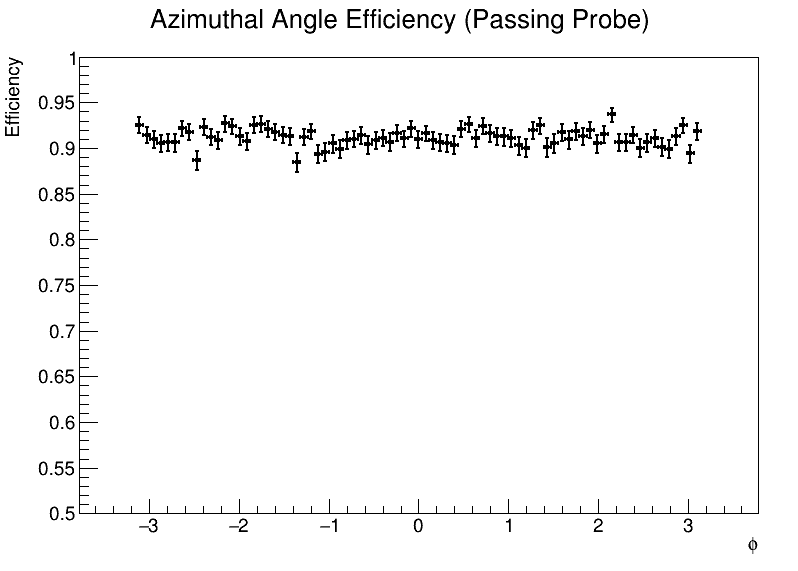 Azimuthal Angle Efficiency (Passing Probe)
Efficiency
1
0.95
0.9
0.85
0.8
0.75
0.7
0.65
0.6
0.55
0.5
−3 −2 −1 0 1 2 3
ϕ